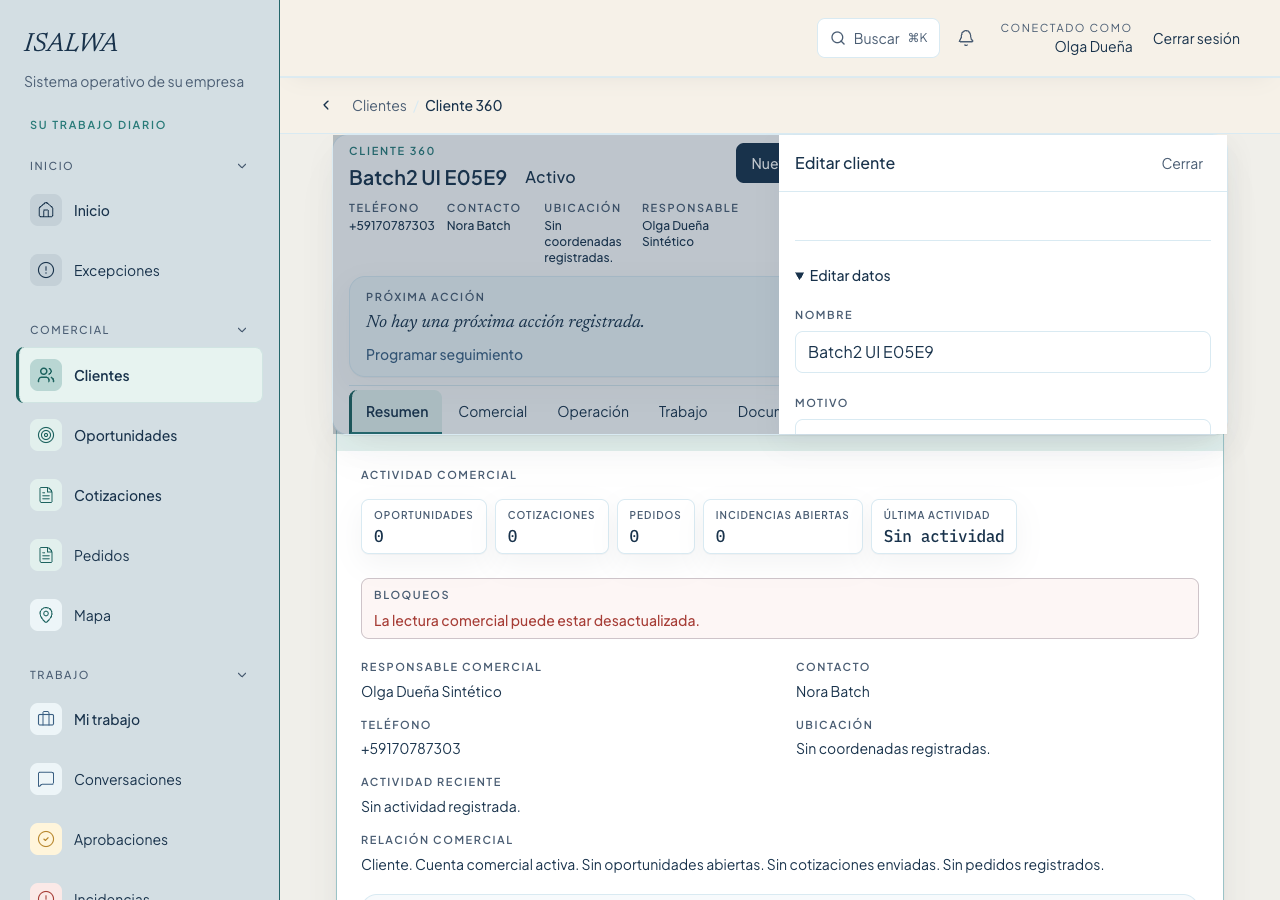 ISALWA
Sistema operativo de su empresa
SU TRABAJO DIARIO
INICIO
Inicio
Excepciones
COMERCIAL
Clientes
Oportunidades
Cotizaciones
Pedidos
Mapa
TRABAJO
Mi trabajo
Conversaciones
Aprobaciones
Incidencias
Buscar ⌘K
CONECTADO COMO
Olga Dueña
Cerrar sesión
Clientes / Cliente 360
CLIENTE 360
Batch2 UI E05E9 Activo
TELÉFONO
+59170787303
CONTACTO
Nora Batch
UBICACIÓN
Sin
coordenadas
registradas.
RESPONSABLE
Olga Dueña
Sintético
Nue
PRÓXIMA ACCIÓN
No hay una próxima acción registrada.
Programar seguimiento
Resumen Comercial Operación Trabajo Docum
Editar cliente Cerrar
▼ Editar datos
NOMBRE
Batch2 UI E05E9
MOTIVO
ACTIVIDAD COMERCIAL
OPORTUNIDADES
0
COTIZACIONES
0
PEDIDOS
0
INCIDENCIAS ABIERTAS
0
ÚLTIMA ACTIVIDAD
Sin actividad
BLOQUEOS
La lectura comercial puede estar desactualizada.
RESPONSABLE COMERCIAL
Olga Dueña Sintético
CONTACTO
Nora Batch
TELÉFONO
+59170787303
UBICACIÓN
Sin coordenadas registradas.
ACTIVIDAD RECIENTE
Sin actividad registrada.
RELACIÓN COMERCIAL
Cliente. Cuenta comercial activa. Sin oportunidades abiertas. Sin cotizaciones enviadas. Sin pedidos registrados.